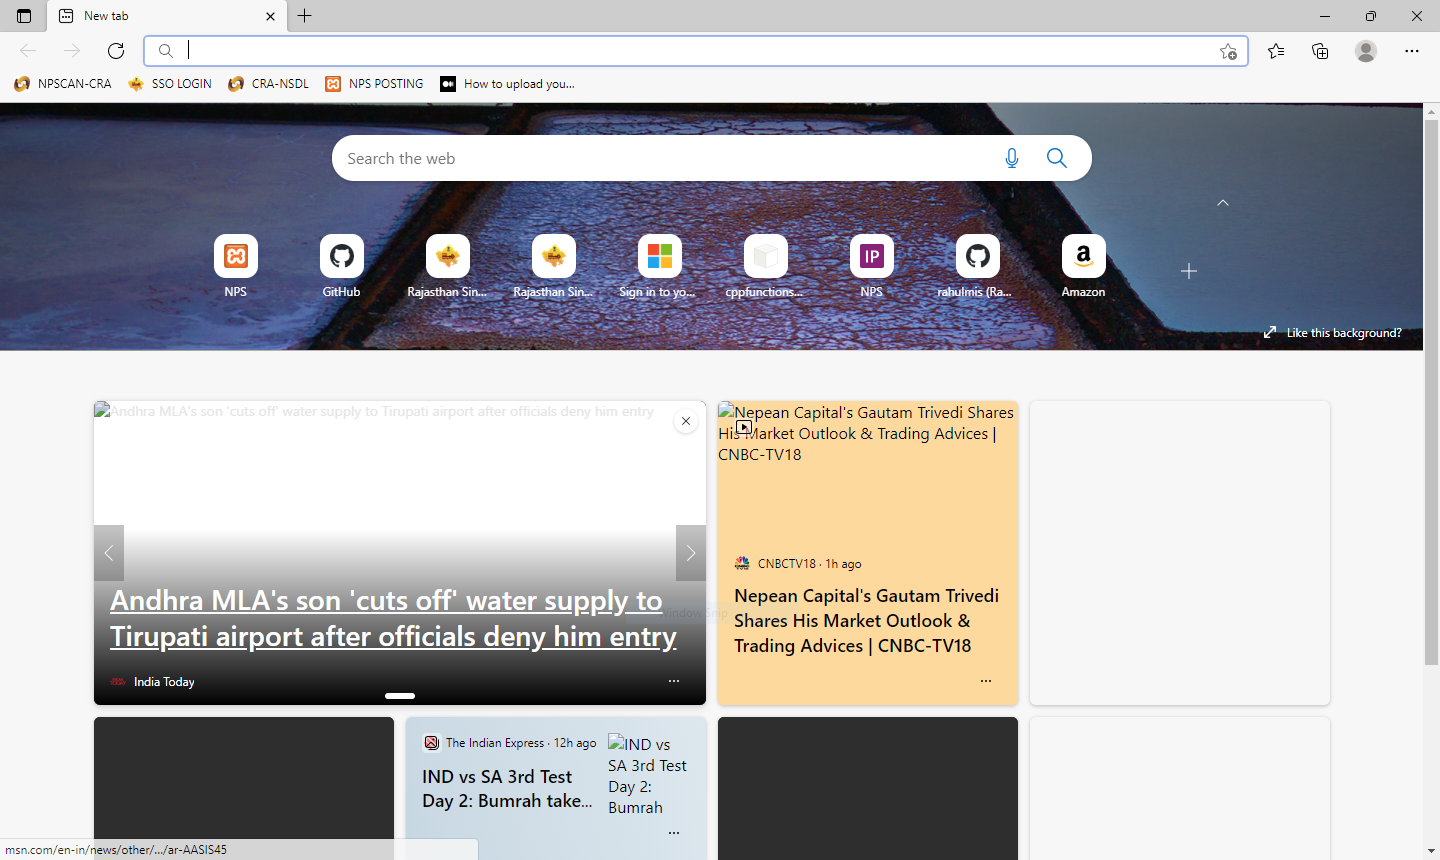 New tab
NPSCAN-CRA
SSO LOGIN
CRA-NSDL
NPS POSTING
How to upload you...
Search the web
NPS
GitHub
Rajasthan Sin...
Rajasthan Sin...
Sign in to yo...
cppfunctions...
IP
NPS
rahulmis (Ra...
a
Amazon
Like this background?
Andhra MLA's son 'cuts off' water supply to Tirupati airport after officials deny him entry
Andhra MLA's son 'cuts off' water supply to
Tirupati airport after officials deny him entry
India Today
Nepean Capital's Gautam Trivedi Shares
His Market Outlook & Trading Advices |
CNBC-TV18
CNBCTV18 · 1h ago
Nepean Capital's Gautam Trivedi
Shares His Market Outlook &
Trading Advices | CNBC-TV18
The Indian Express · 12h ago
IND vs SA 3rd Test
Day 2: Bumrah take...
IND vs
SA 3rd Test
Day 2:
Bumrah
msn.com/en-in/news/other/.../ar-AASIS45